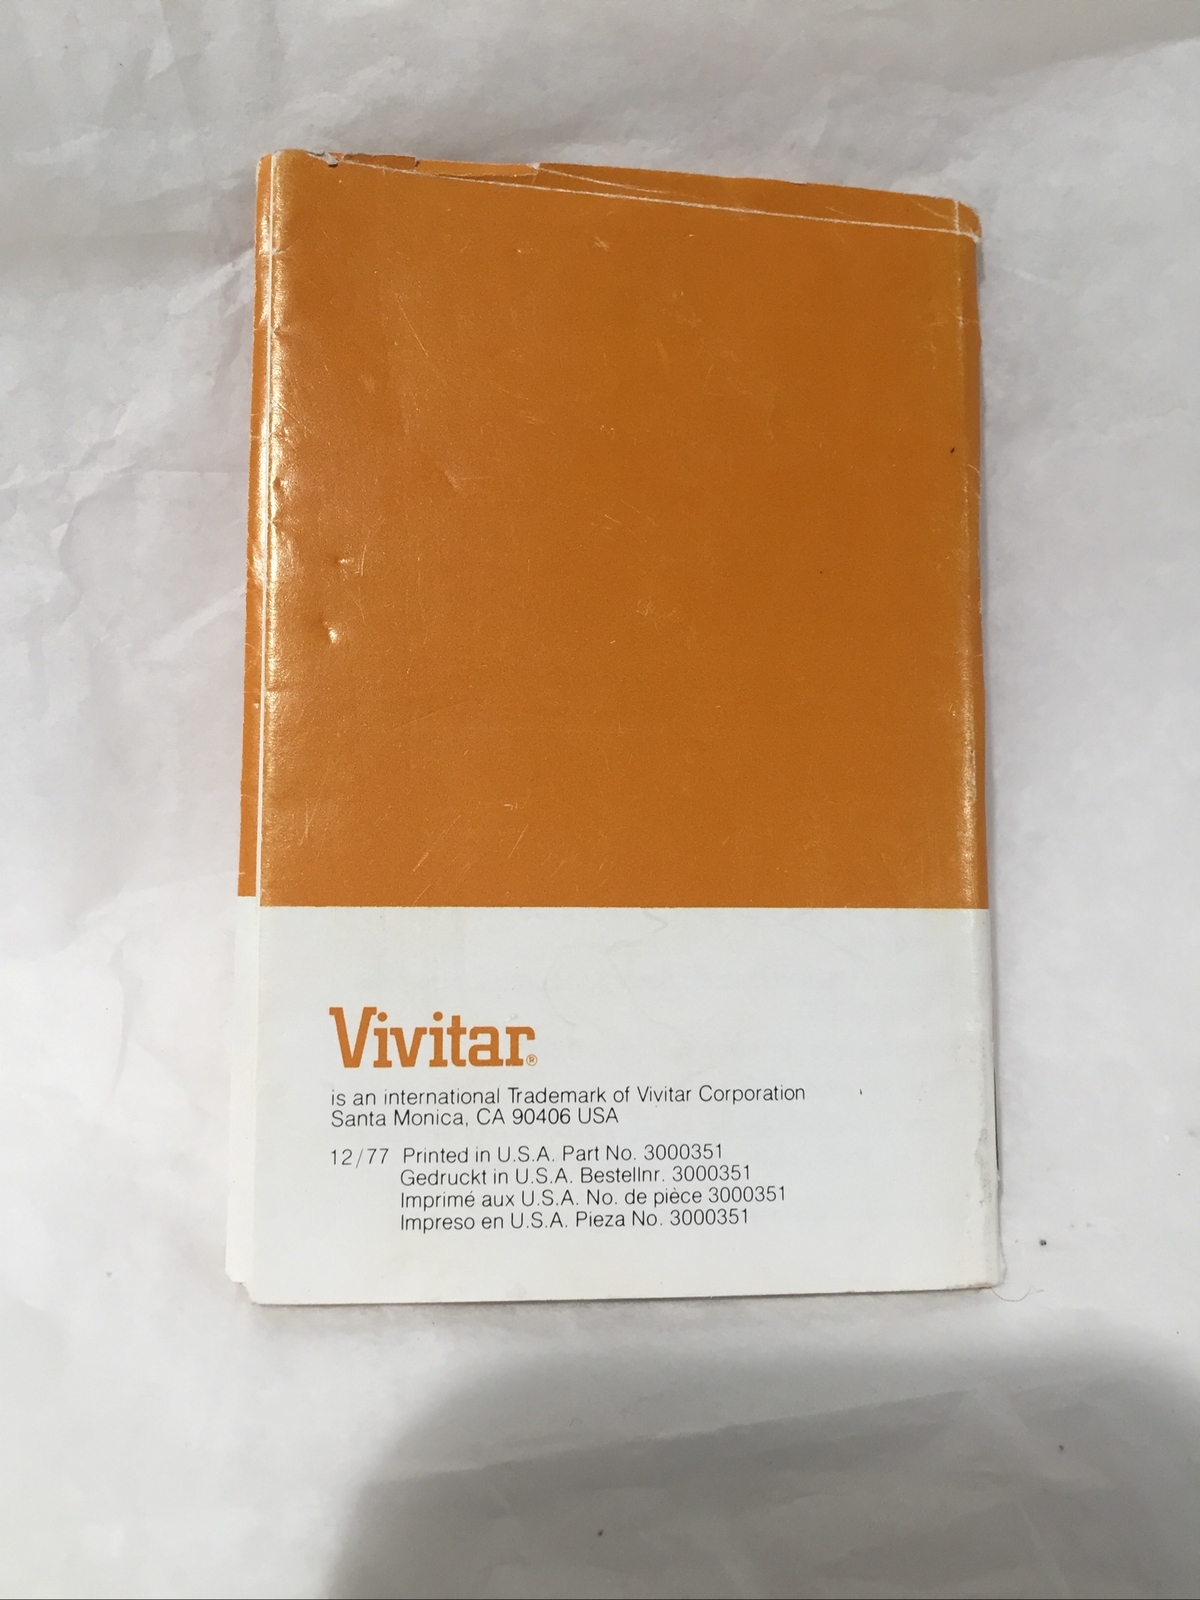 Vivitar®
is an international Trademark of Vivitar Corporation
Santa Monica, CA 90406 USA
12/77 Printed in U.S.A. Part No. 3000351
Gedruckt in U.S.A. Bestellnr. 3000351
Imprimé aux U.S.A. No. de pièce 3000351
Impreso en U.S.A. Pieza No. 3000351